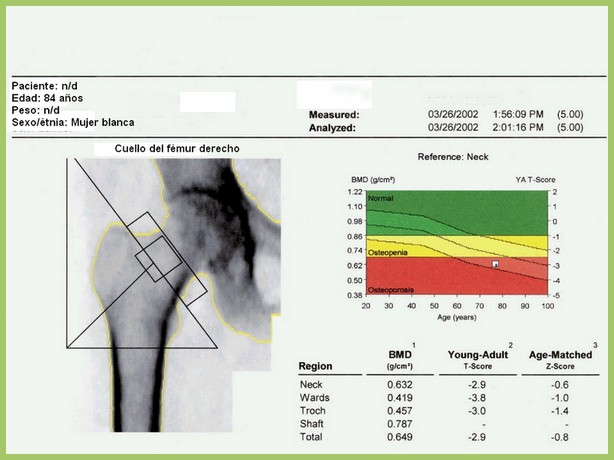 Paciente: n/d
Edad: 84 años
Peso: n/d
Sexo/étnia: Mujer blanca
Measured: 03/26/2002 1:56:09 PM (5.00)
Analyzed: 03/26/2002 2:01:16 PM (5.00)
Cuello del fémur derecho
Reference: Neck
BMD (g/cm²) YA T-Score
1.22 2
1.10 1
0.98 0
0.86 -1
0.74 -2
0.62 -3
0.50 -4
0.38 -5
Normal
Osteopenia
Osteoporosis
20 30 40 50 60 70 80 90 100
Age (years)
1 2 3
BMD Young-Adult Age-Matched
Region (g/cm²) T-Score Z-Score
Neck 0.632 -2.9 -0.6
Wards 0.419 -3.8 -1.0
Troch 0.457 -3.0 -1.4
Shaft 0.787 - -
Total 0.649 -2.9 -0.8